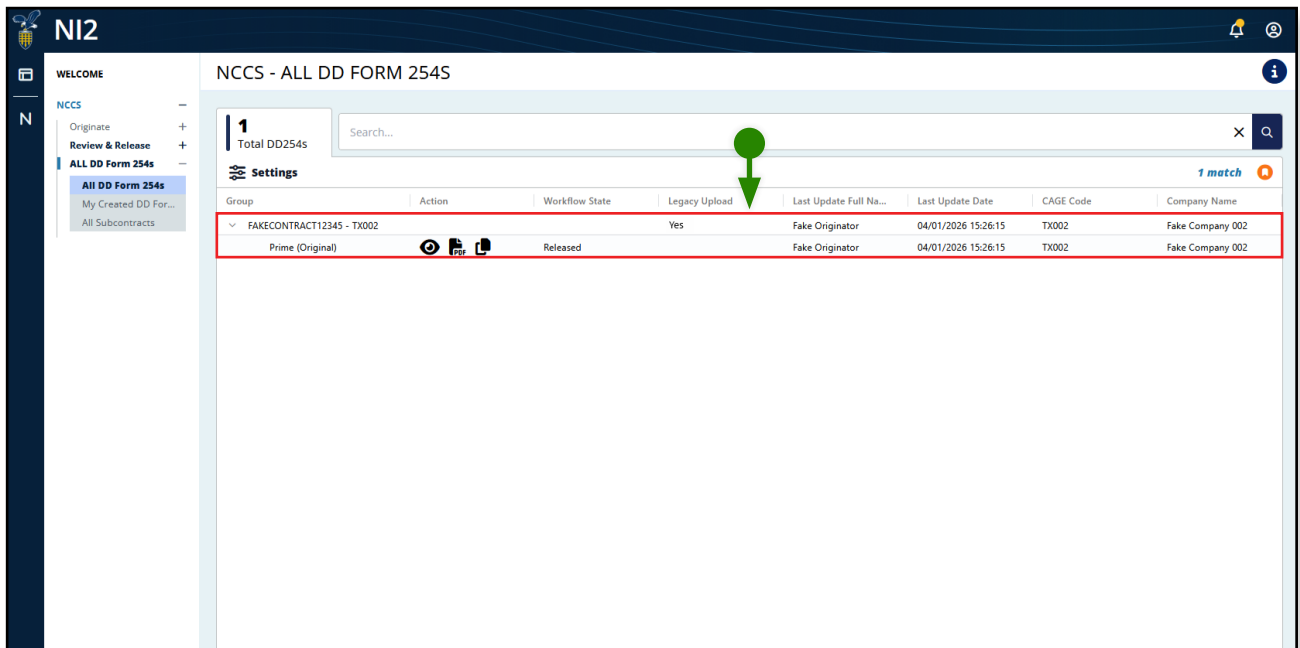 NI2
WELCOME
NCCS - ALL DD FORM 254S
i
NCCS
N
Originate
Review & Release
ALL DD Form 254s
All DD Form 254s
My Created DD For...
All Subcontracts
1
Total DD254s
Search...
Settings
1 match
Group Action Workflow State Legacy Upload Last Update Full Na... Last Update Date CAGE Code Company Name
FAKECONTRACT12345 - TX002 Yes Fake Originator 04/01/2026 15:26:15 TX002 Fake Company 002
Prime (Original) PDF Released Fake Originator 04/01/2026 15:26:15 TX002 Fake Company 002